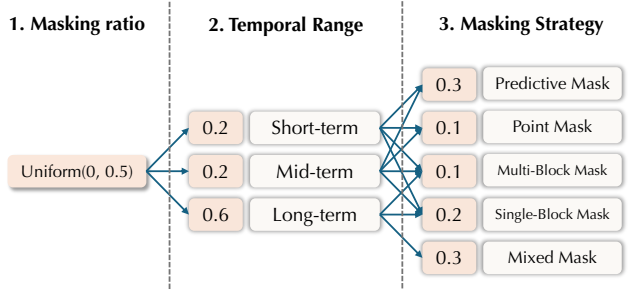 1. Masking ratio
2. Temporal Range
3. Masking Strategy
Uniform(0, 0.5)
0.2 Short-term
0.2 Mid-term
0.6 Long-term
0.3 Predictive Mask
0.1 Point Mask
0.1 Multi-Block Mask
0.2 Single-Block Mask
0.3 Mixed Mask